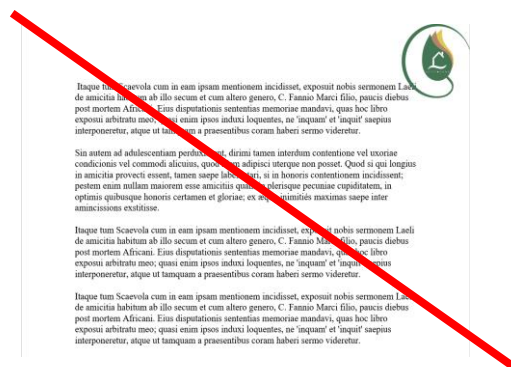 Itaque tum Scaevola cum in eam ipsam mentionem incidisset, exposuit nobis sermonem Laeli
de amicitia habitum ab illo secum et cum altero genero, C. Fannio Marci filio, paucis diebus
post mortem Africani. Eius disputationis sententias memoriae mandavi, quas hoc libro
exposui arbitratu meo; quasi enim ipsos induxi loquentes, ne 'inquam' et 'inquit' saepius
interponeretur, atque ut tamquam a praesentibus coram haberi sermo videretur.
Sin autem ad adulescentiam perduxissent, dirimi tamen interdum contentione vel uxoriae
condicionis vel commodi alicuius, quod idem adipisci uterque non posset. Quod si qui longius
in amicitia provecti essent, tamen saepe labefactari, si in honoris contentionem incidissent;
pestem enim nullam maiorem esse amicitiis quam in plerisque pecuniae cupiditatem, in
optimis quibusque honoris certamen et gloriae; ex quo inimicitiis maximas saepe inter
amincissions exstitisse.
Itaque tum Scaevola cum in eam ipsam mentionem incidisset, exposuit nobis sermonem Laeli
de amicitia habitum ab illo secum et cum altero genero, C. Fannio Marci filio, paucis diebus
post mortem Africani. Eius disputationis sententias memoriae mandavi, quas hoc libro
exposui arbitratu meo; quasi enim ipsos induxi loquentes, ne 'inquam' et 'inquit' saepius
interponeretur, atque ut tamquam a praesentibus coram haberi sermo videretur.
Itaque tum Scaevola cum in eam ipsam mentionem incidisset, exposuit nobis sermonem Laeli
de amicitia habitum ab illo secum et cum altero genero, C. Fannio Marci filio, paucis diebus
post mortem Africani. Eius disputationis sententias memoriae mandavi, quas hoc libro
exposui arbitratu meo; quasi enim ipsos induxi loquentes, ne 'inquam' et 'inquit' saepius
interponeretur, atque ut tamquam a praesentibus coram haberi sermo videretur.